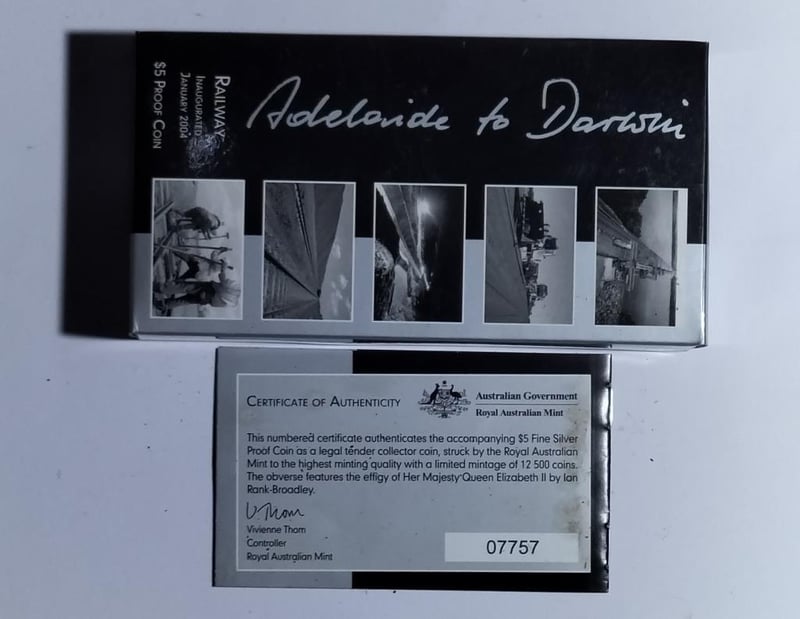 Adelaide to Darwin
RAILWAY
INAUGURATED
JANUARY 2004
$5 PROOF COIN
CERTIFICATE OF AUTHENTICITY
Australian Government
Royal Australian Mint
This numbered certificate authenticates the accompanying $5 Fine Silver
Proof Coin as a legal tender collector coin, struck by the Royal Australian
Mint to the highest minting quality with a limited mintage of 12 500 coins.
The obverse features the effigy of Her Majesty Queen Elizabeth II by Ian
Rank-Broadley.
V. Thom
Vivienne Thom
Controller
Royal Australian Mint
07757